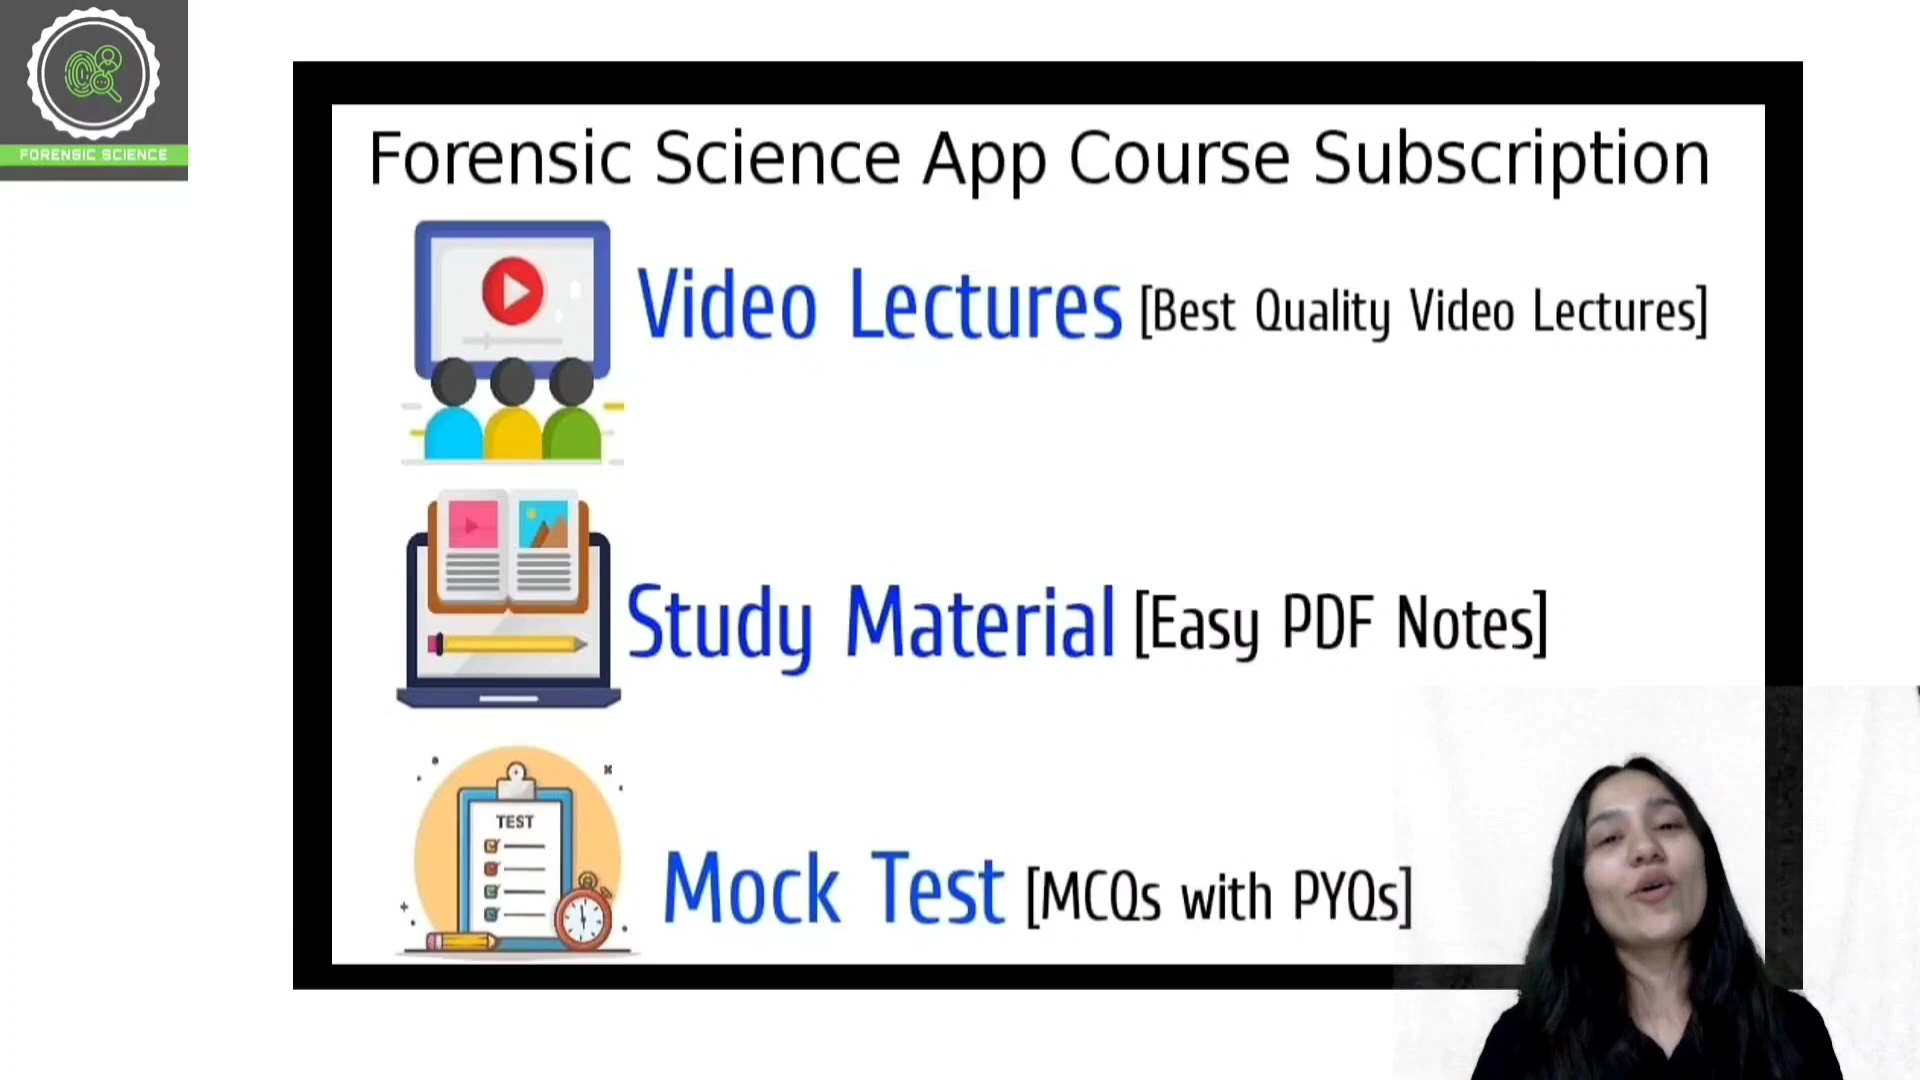 FORENSIC SCIENCE
Forensic Science App Course Subscription
Video Lectures [Best Quality Video Lectures]
Study Material [Easy PDF Notes]
TEST
Mock Test [MCQs with PYQs]